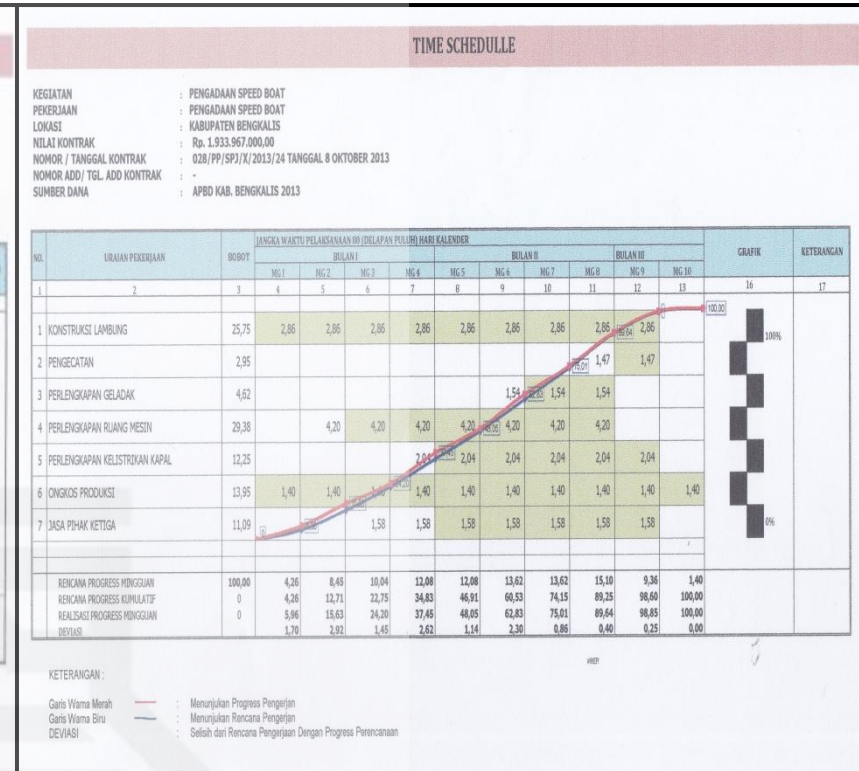 TIME SCHEDULLE
KEGIATAN : PENGADAAN SPEED BOAT
PEKERJAAN : PENGADAAN SPEED BOAT
LOKASI : KABUPATEN BENGKALIS
NILAI KONTRAK : Rp. 1.933.967.000,00
NOMOR / TANGGAL KONTRAK : 028/PP/SPJ/X/2013/24 TANGGAL 8 OKTOBER 2013
NOMOR ADD/ TGL. ADD KONTRAK : -
SUMBER DANA : APBD KAB. BENGKALIS 2013
JANGKA WAKTU PELAKSANAAN 80 (DELAPAN PULUH) HARI KALENDER
NO. URAIAN PEKERJAAN BOBOT BULAN I BULAN II BULAN III GRAFIK KETERANGAN
MG 1 MG 2 MG 3 MG 4 MG 5 MG 6 MG 7 MG 8 MG 9 MG 10
1 2 3 4 5 6 7 8 9 10 11 12 13 16 17
100,00
1 KONSTRUKSI LAMBUNG 25,75 2,86 2,86 2,86 2,86 2,86 2,86 2,86 2,86 89,64 2,86 100%
2 PENGECATAN 2,95 75,01 1,47 1,47
3 PERLENGKAPAN GELADAK 4,62 1,54 1,54 1,54
4 PERLENGKAPAN RUANG MESIN 29,38 4,20 4,20 4,20 4,20 4,20 4,20 4,20
5 PERLENGKAPAN KELISTRIKAN KAPAL 12,25 2,04 2,04 2,04 2,04 2,04 2,04
6 ONGKOS PRODUKSI 13,95 1,40 1,40 1,40 1,40 1,40 1,40 1,40 1,40 1,40
7 JASA PIHAK KETIGA 11,09 1,58 1,58 1,58 1,58 1,58 1,58 1,58 0%
RENCANA PROGRESS MINGGUAN 100,00 4,26 8,45 10,04 12,08 12,08 13,62 13,62 15,10 9,36 1,40
RENCANA PROGRESS KUMULATIF 0 4,26 12,71 22,75 34,83 46,91 60,53 74,15 89,25 98,60 100,00
REALISASI PROGRESS MINGGUAN 0 5,96 15,63 24,20 37,45 48,05 62,83 75,01 89,64 98,85 100,00
DEVIASI 1,70 2,92 1,45 2,62 1,14 2,30 0,86 0,40 0,25 0,00
#REF!
KETERANGAN :
Garis Warna Merah : Menunjukan Progress Pengerjan
Garis Warna Biru : Menunjukan Rencana Pengerjan
DEVIASI : Selisih dari Rencana Pengerjaan Dengan Progress Perencanaan